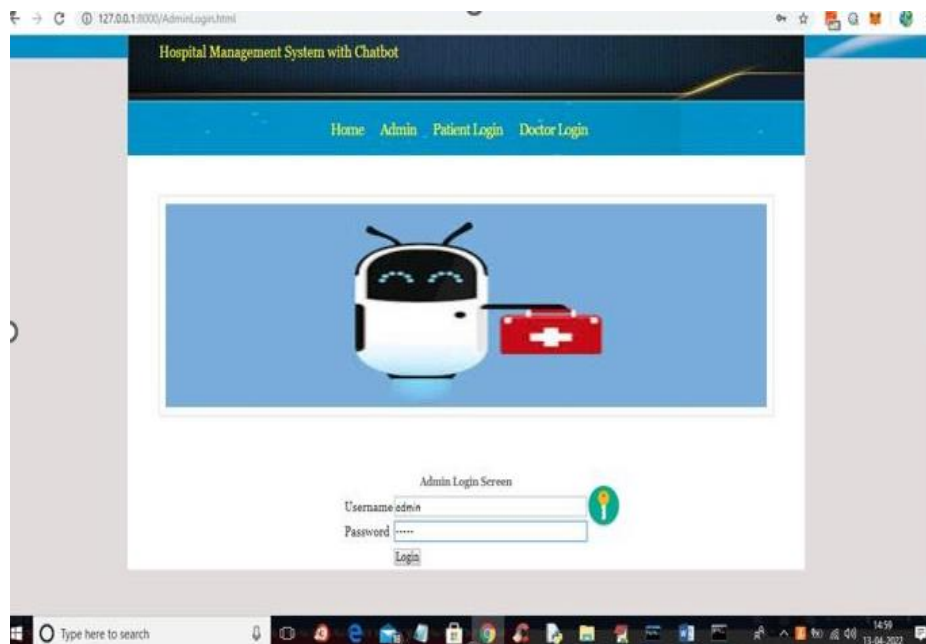 127.0.0.1:8000/AdminLogin.html
Hospital Management System with Chatbot
Home Admin Patient Login Doctor Login
Admin Login Screen
Username admin
Password .....
Login
Type here to search
14:59
13-04-2022